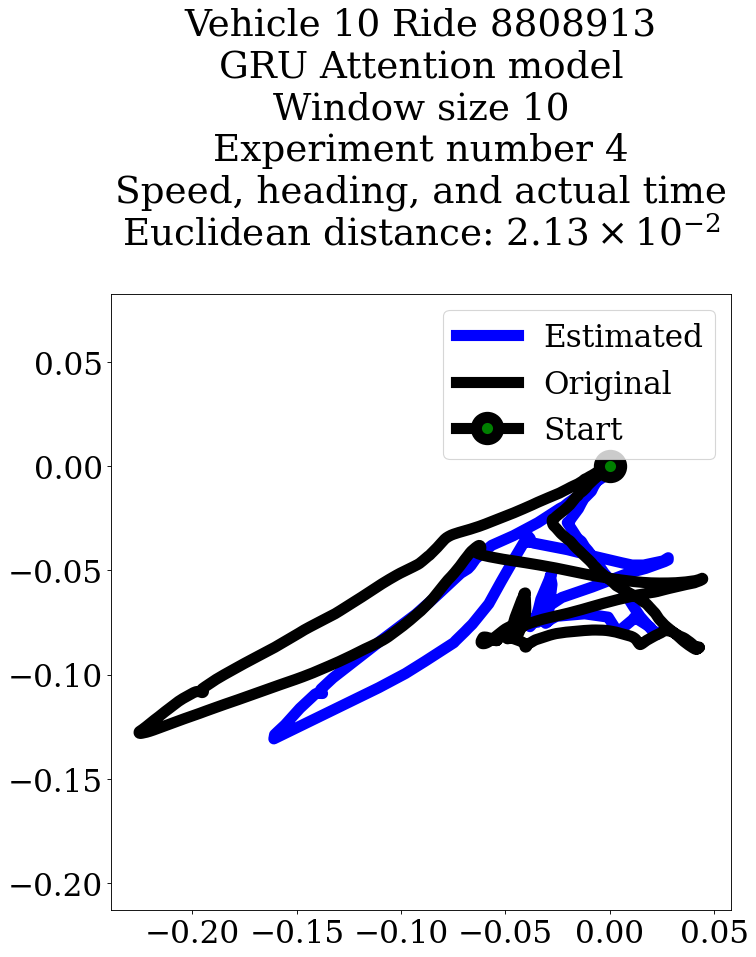 Vehicle 10 Ride 8808913
GRU Attention model
Window size 10
Experiment number 4
Speed, heading, and actual time
Euclidean distance: 2.13 × 10⁻²
Estimated
Original
Start
0.05
0.00
−0.05
−0.10
−0.15
−0.20
−0.20 −0.15 −0.10 −0.05 0.00 0.05